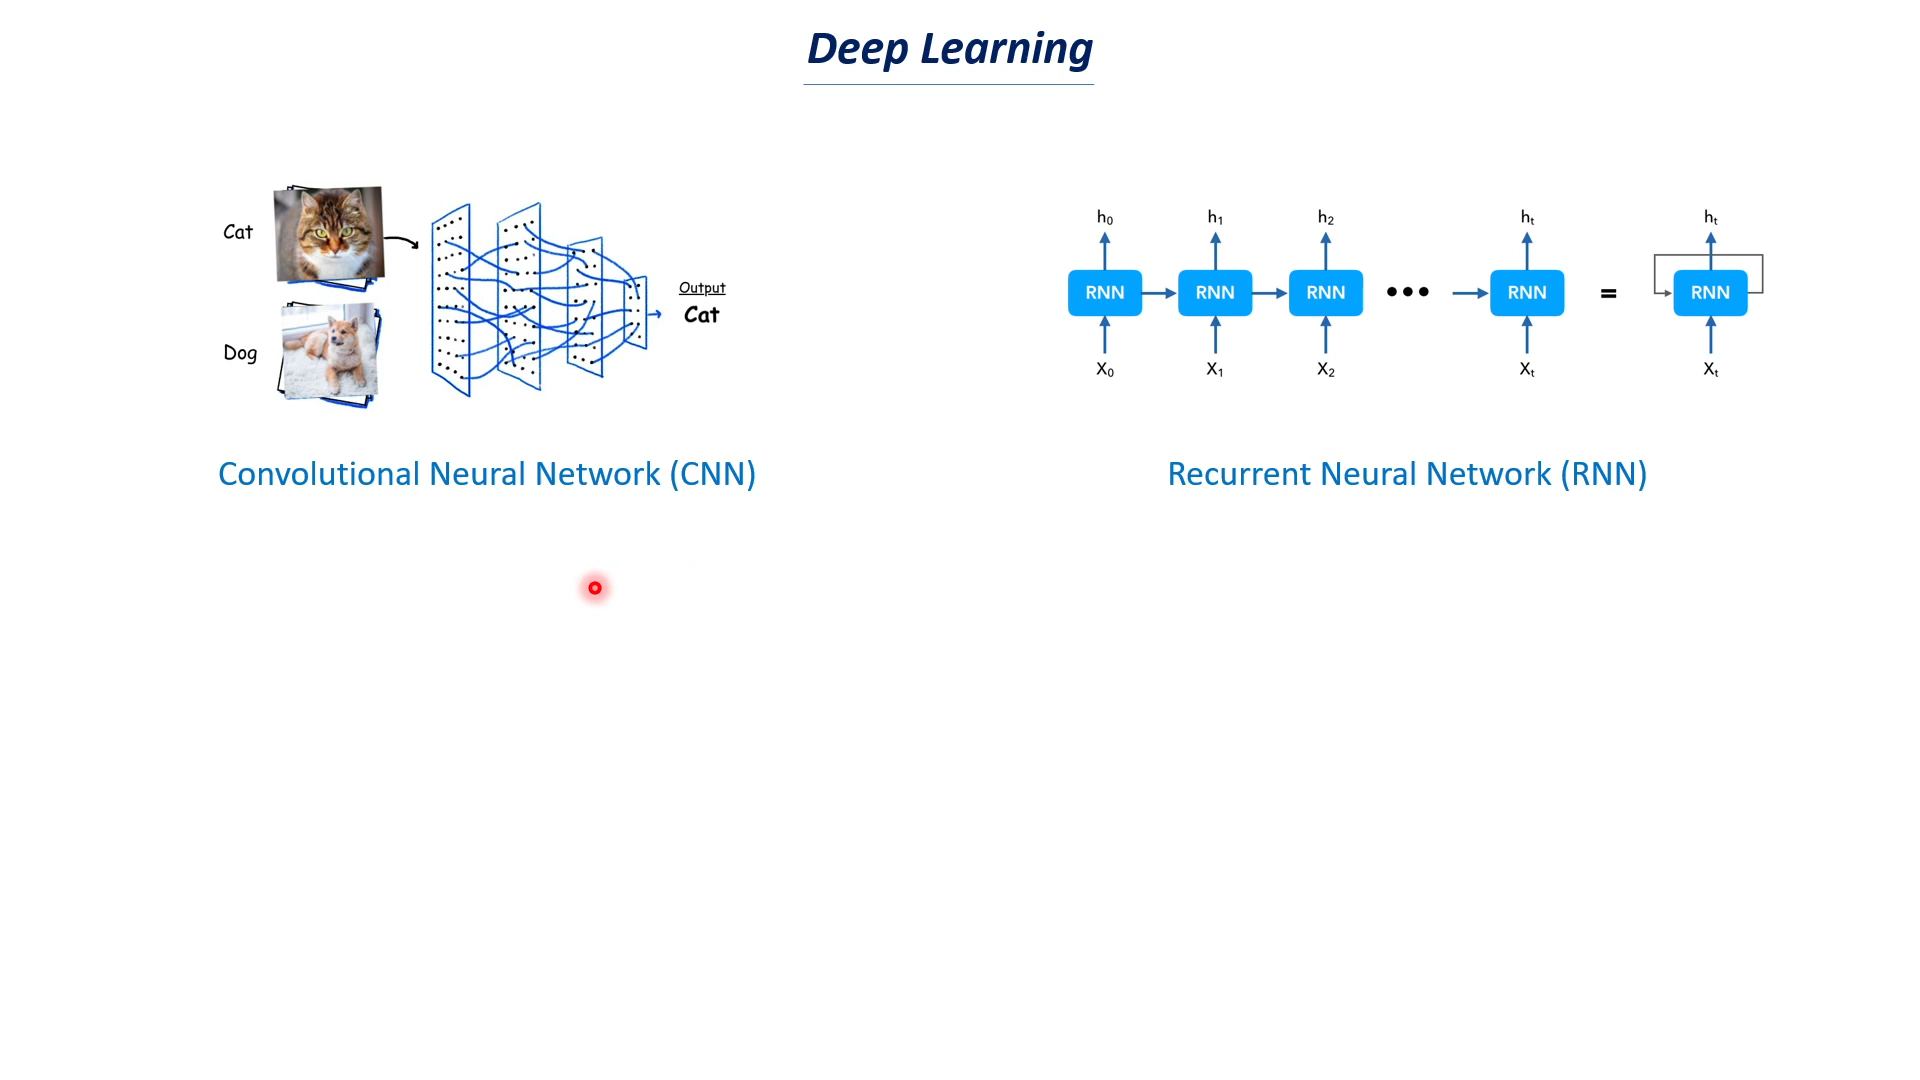 Deep Learning
Cat
Dog
Output
Cat
Convolutional Neural Network (CNN)
h₀ h₁ h₂ hₜ hₜ
RNN RNN RNN ••• RNN = RNN
X₀ X₁ X₂ Xₜ Xₜ
Recurrent Neural Network (RNN)